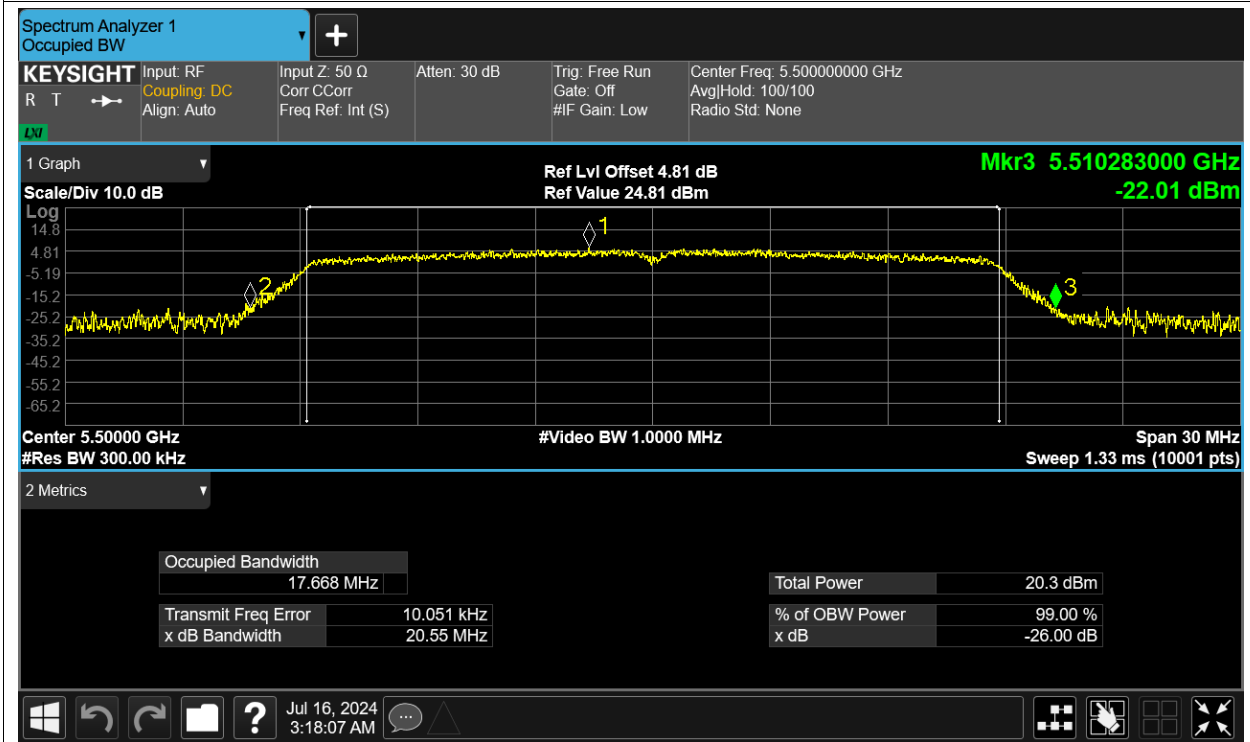 Spectrum Analyzer 1
Occupied BW
KEYSIGHT
R T
LXI
Input: RF
Coupling: DC
Align: Auto
Input Z: 50 Ω
Corr CCorr
Freq Ref: Int (S)
Atten: 30 dB
Trig: Free Run
Gate: Off
#IF Gain: Low
Center Freq: 5.500000000 GHz
Avg|Hold: 100/100
Radio Std: None
1 Graph
Scale/Div 10.0 dB
Ref Lvl Offset 4.81 dB
Ref Value 24.81 dBm
Mkr3 5.510283000 GHz
-22.01 dBm
Log
14.8
4.81
-5.19
-15.2
-25.2
-35.2
-45.2
-55.2
-65.2
1
2
3
Center 5.50000 GHz
#Res BW 300.00 kHz
#Video BW 1.0000 MHz
Span 30 MHz
Sweep 1.33 ms (10001 pts)
2 Metrics
Occupied Bandwidth
17.668 MHz
Transmit Freq Error 10.051 kHz
x dB Bandwidth 20.55 MHz
Total Power 20.3 dBm
% of OBW Power 99.00 %
x dB -26.00 dB
?
Jul 16, 2024
3:18:07 AM